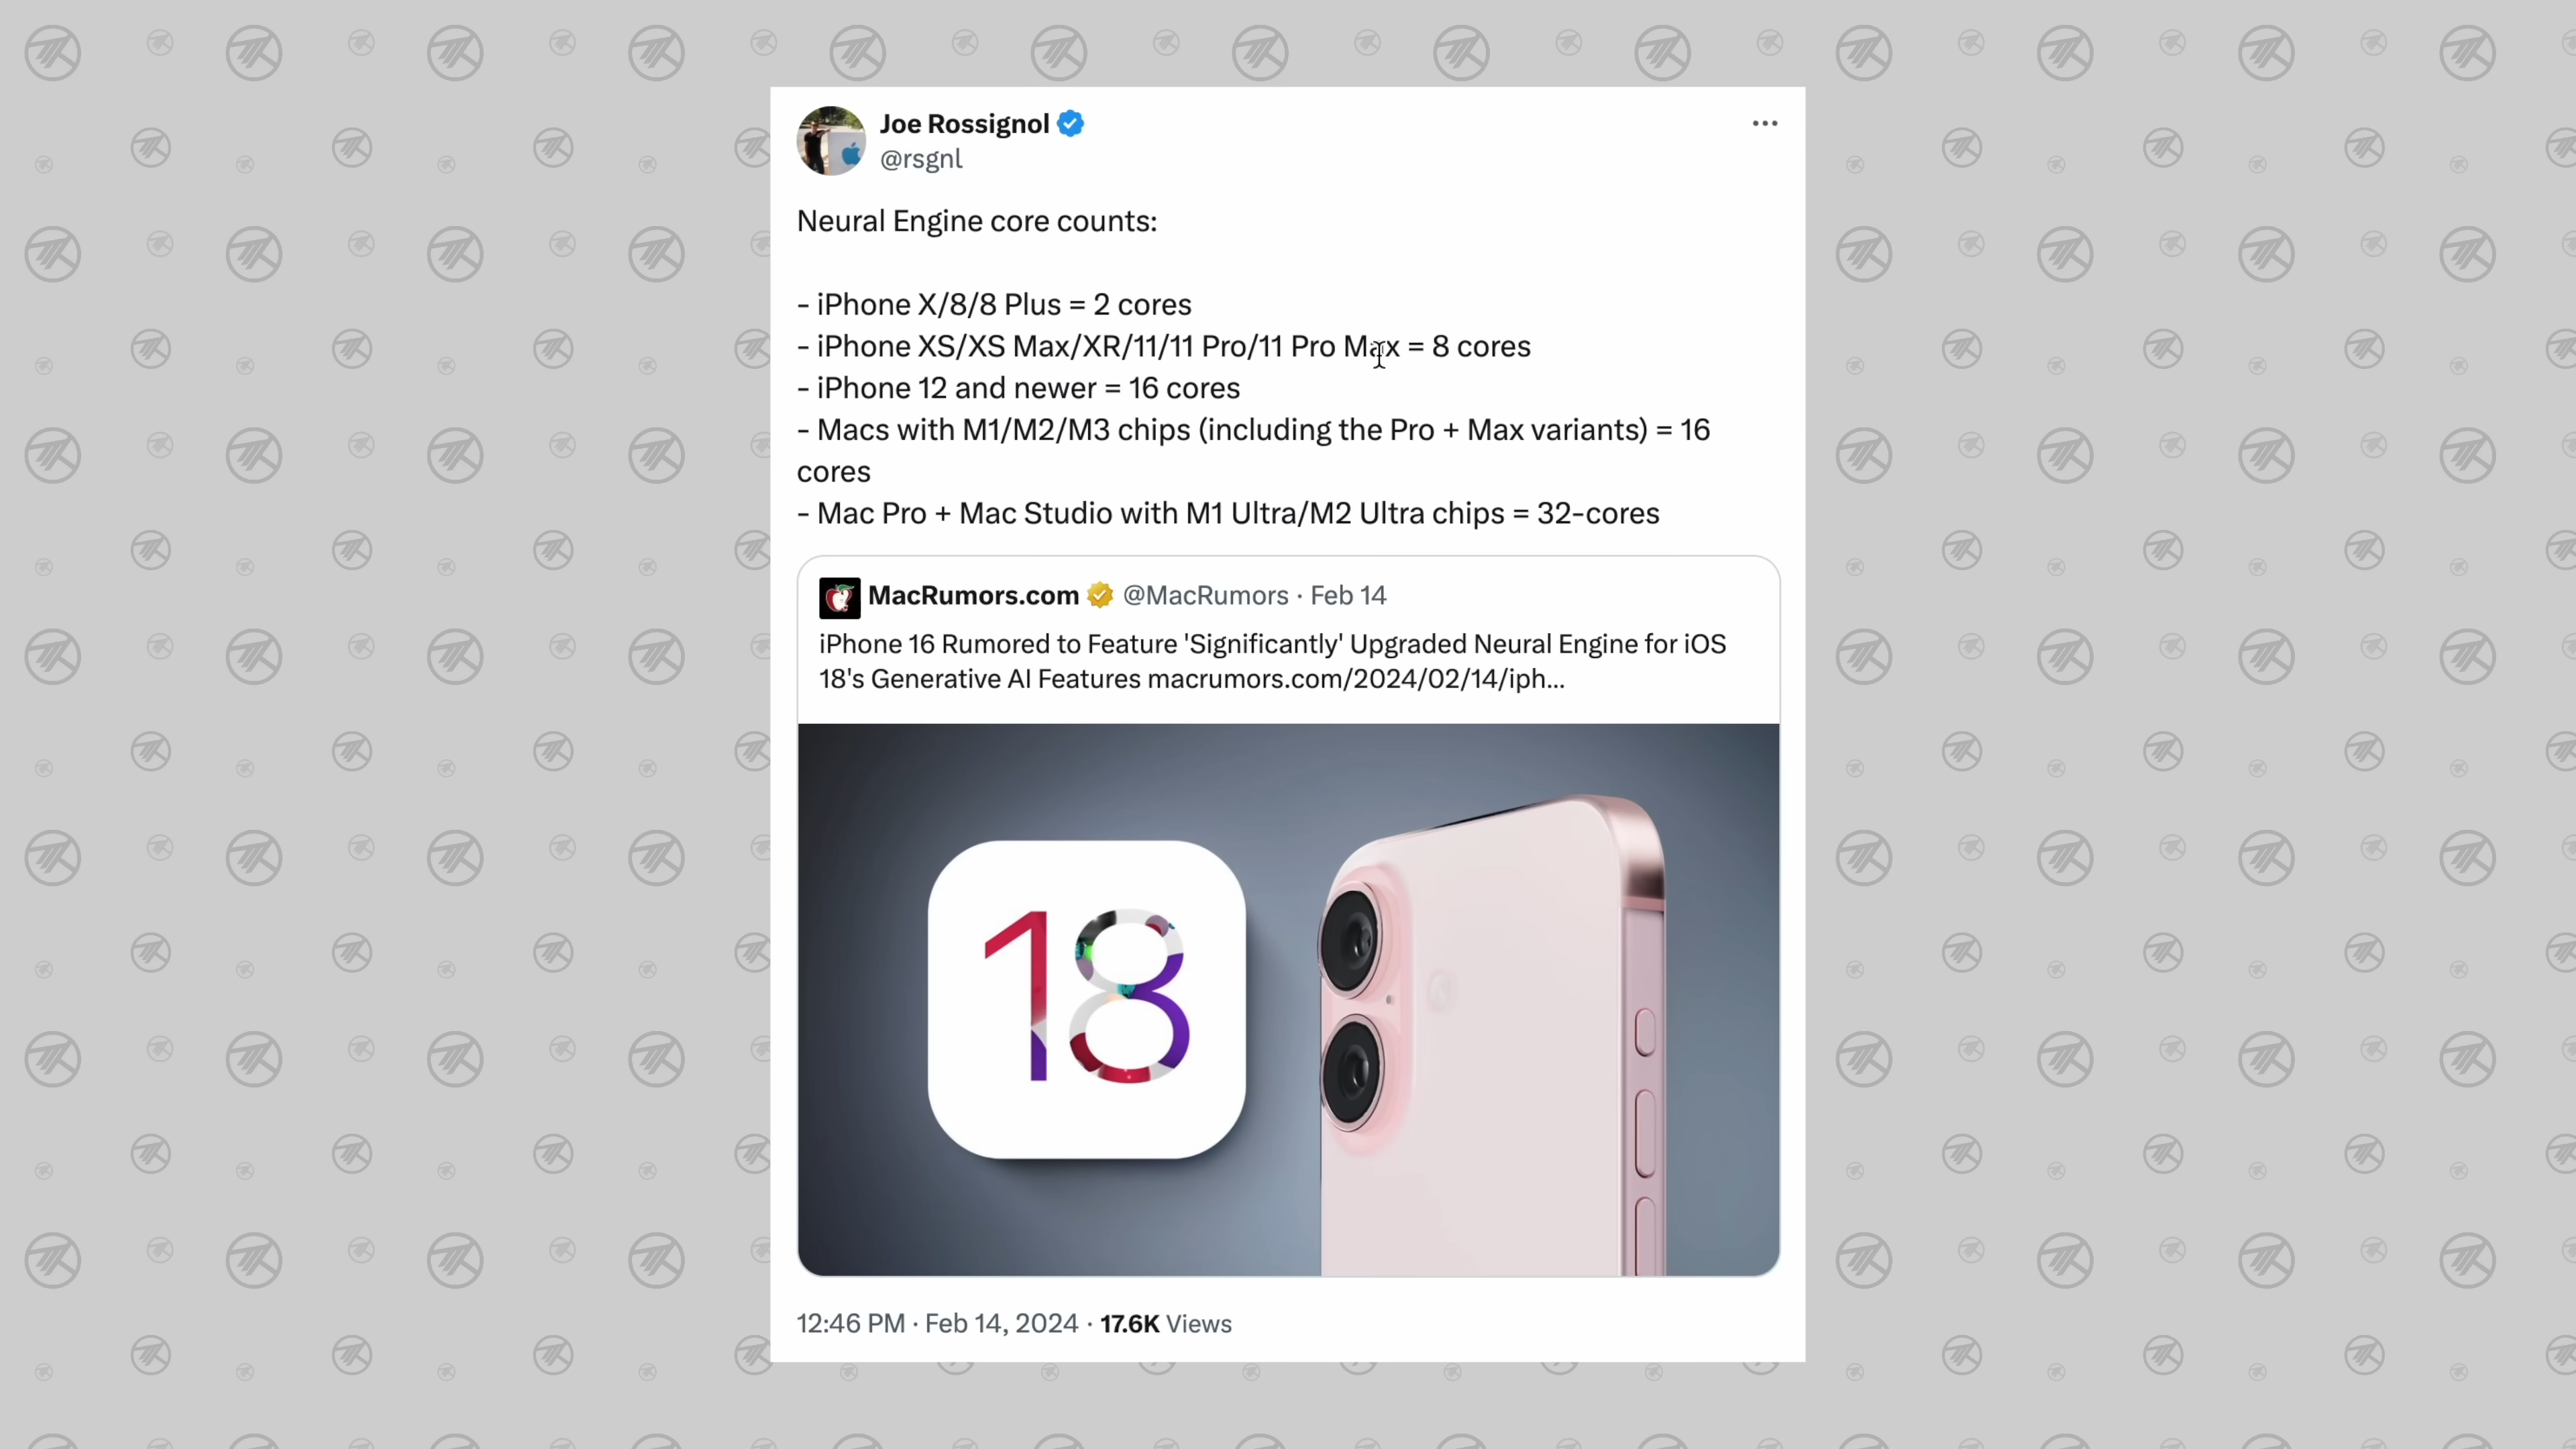 Joe Rossignol
@rsgnl
Neural Engine core counts:
- iPhone X/8/8 Plus = 2 cores
- iPhone XS/XS Max/XR/11/11 Pro/11 Pro Max = 8 cores
- iPhone 12 and newer = 16 cores
- Macs with M1/M2/M3 chips (including the Pro + Max variants) = 16
cores
- Mac Pro + Mac Studio with M1 Ultra/M2 Ultra chips = 32-cores
MacRumors.com @MacRumors · Feb 14
iPhone 16 Rumored to Feature 'Significantly' Upgraded Neural Engine for iOS
18's Generative AI Features macrumors.com/2024/02/14/iph...
18
12:46 PM · Feb 14, 2024 · 17.6K Views